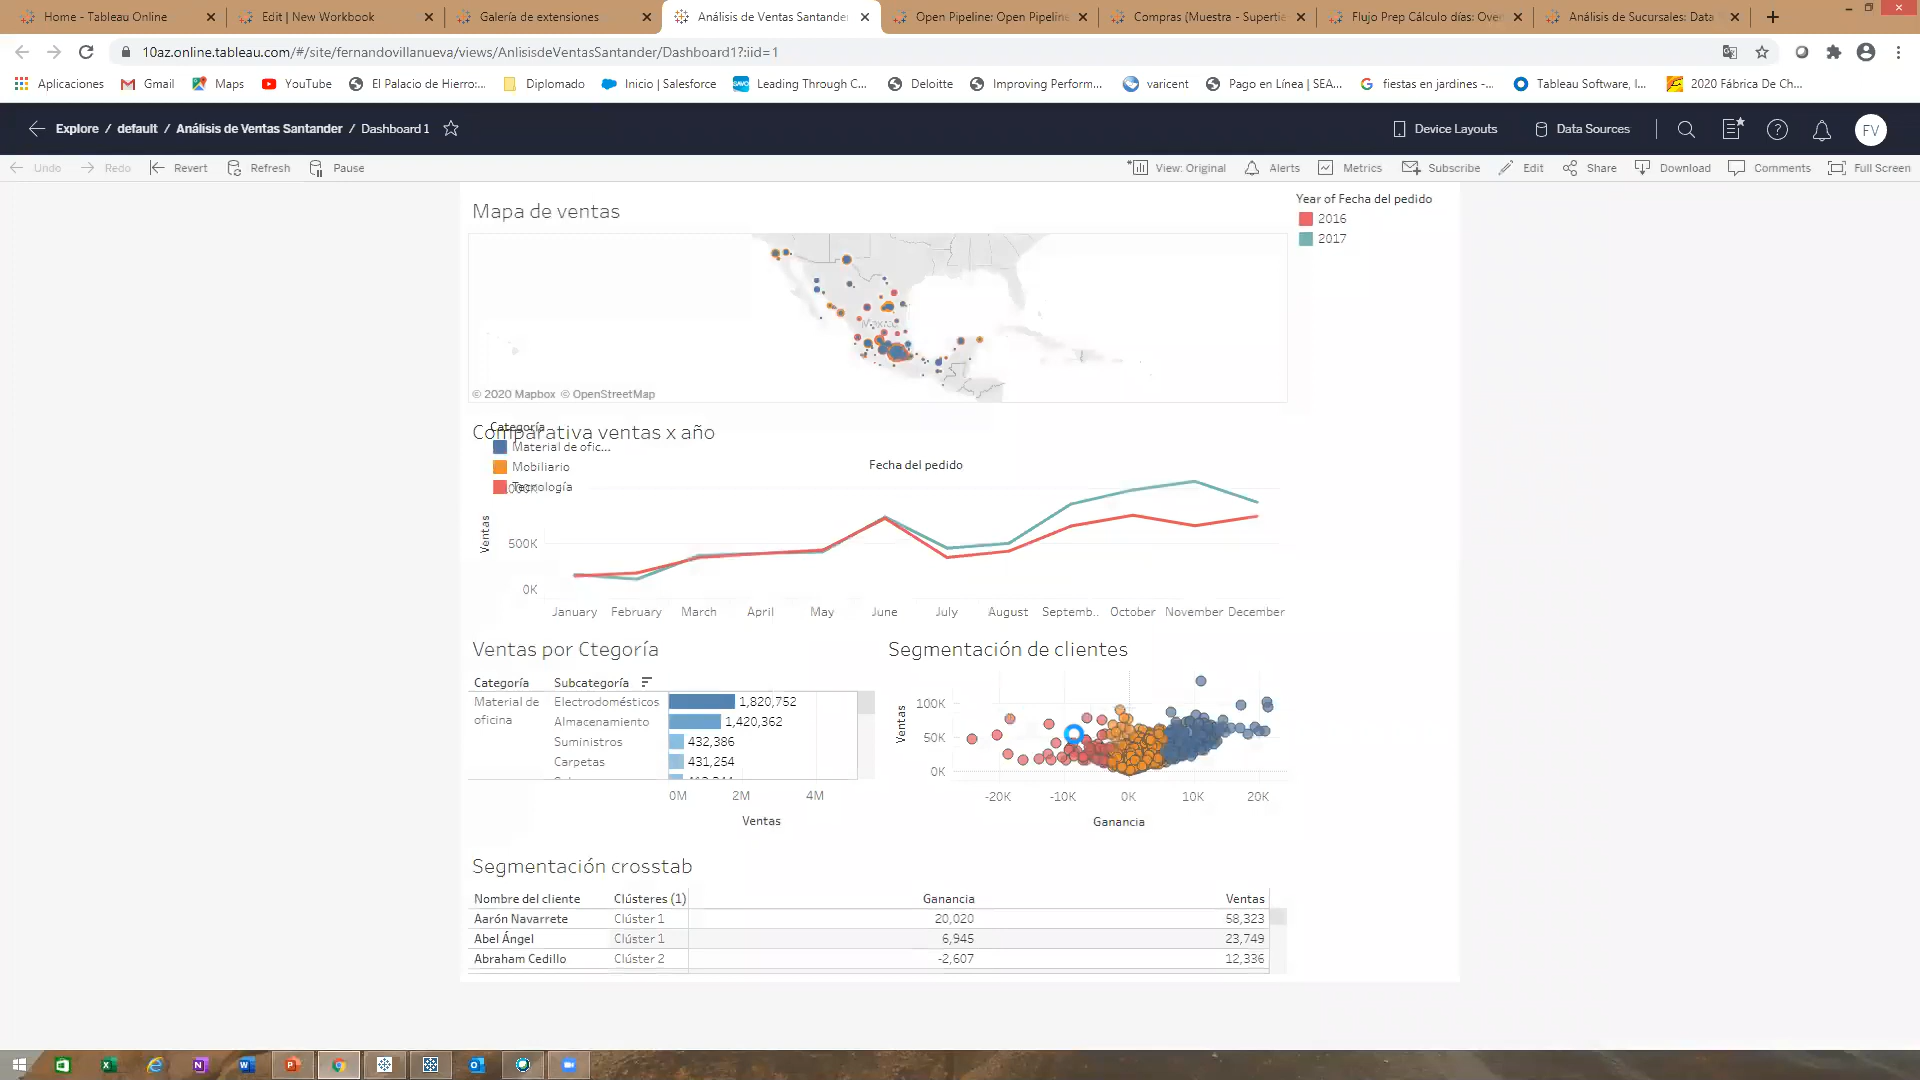 Home - Tableau Online
Edit | New Workbook
Galería de extensiones
Análisis de Ventas Santander
Open Pipeline: Open Pipeline
Compras (Muestra - Supertie
Flujo Prep Cálculo días: Over
Análisis de Sucursales: Data
10az.online.tableau.com/#/site/fernandovillanueva/views/AnlisisdeVentasSantander/Dashboard1?:iid=1
Aplicaciones
Gmail
Maps
YouTube
El Palacio de Hierro:...
Diplomado
Inicio | Salesforce
Leading Through C...
Deloitte
Improving Perform...
varicent
Pago en Línea | SEA...
fiestas en jardines -...
Tableau Software, I...
2020 Fábrica De Ch...
Explore / default / Análisis de Ventas Santander / Dashboard 1
Device Layouts
Data Sources
FV
Undo
Redo
Revert
Refresh
Pause
View: Original
Alerts
Metrics
Subscribe
Edit
Share
Download
Comments
Full Screen
Mapa de ventas
Year of Fecha del pedido
2016
2017
México
© 2020 Mapbox © OpenStreetMap
Categoría
Comparativa ventas x año
Material de ofic...
Mobiliario
Tecnología
Fecha del pedido
Ventas
500K
0K
January February March April May June July August Septemb.. October November December
Ventas por Ctegoría
Categoría Subcategoría
Material de oficina
Electrodomésticos 1,820,752
Almacenamiento 1,420,362
Suministros 432,386
Carpetas 431,254
0M 2M 4M
Ventas
Segmentación de clientes
Ventas
100K
50K
0K
-20K -10K 0K 10K 20K
Ganancia
Segmentación crosstab
Nombre del cliente Clústeres (1) Ganancia Ventas
Aarón Navarrete Clúster 1 20,020 58,323
Abel Ángel Clúster 1 6,945 23,749
Abraham Cedillo Clúster 2 -2,607 12,336